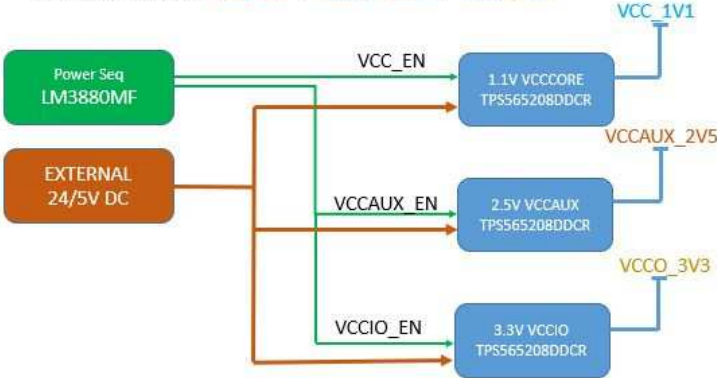 VCC_1V1
VCC_EN
Power Seq
LM3880MF
1.1V VCCCORE
TPS565208DDCR
VCCAUX_2V5
EXTERNAL
24/5V DC
VCCAUX_EN
2.5V VCCAUX
TPS565208DDCR
VCCO_3V3
VCCIO_EN
3.3V VCCIO
TPS565208DDCR